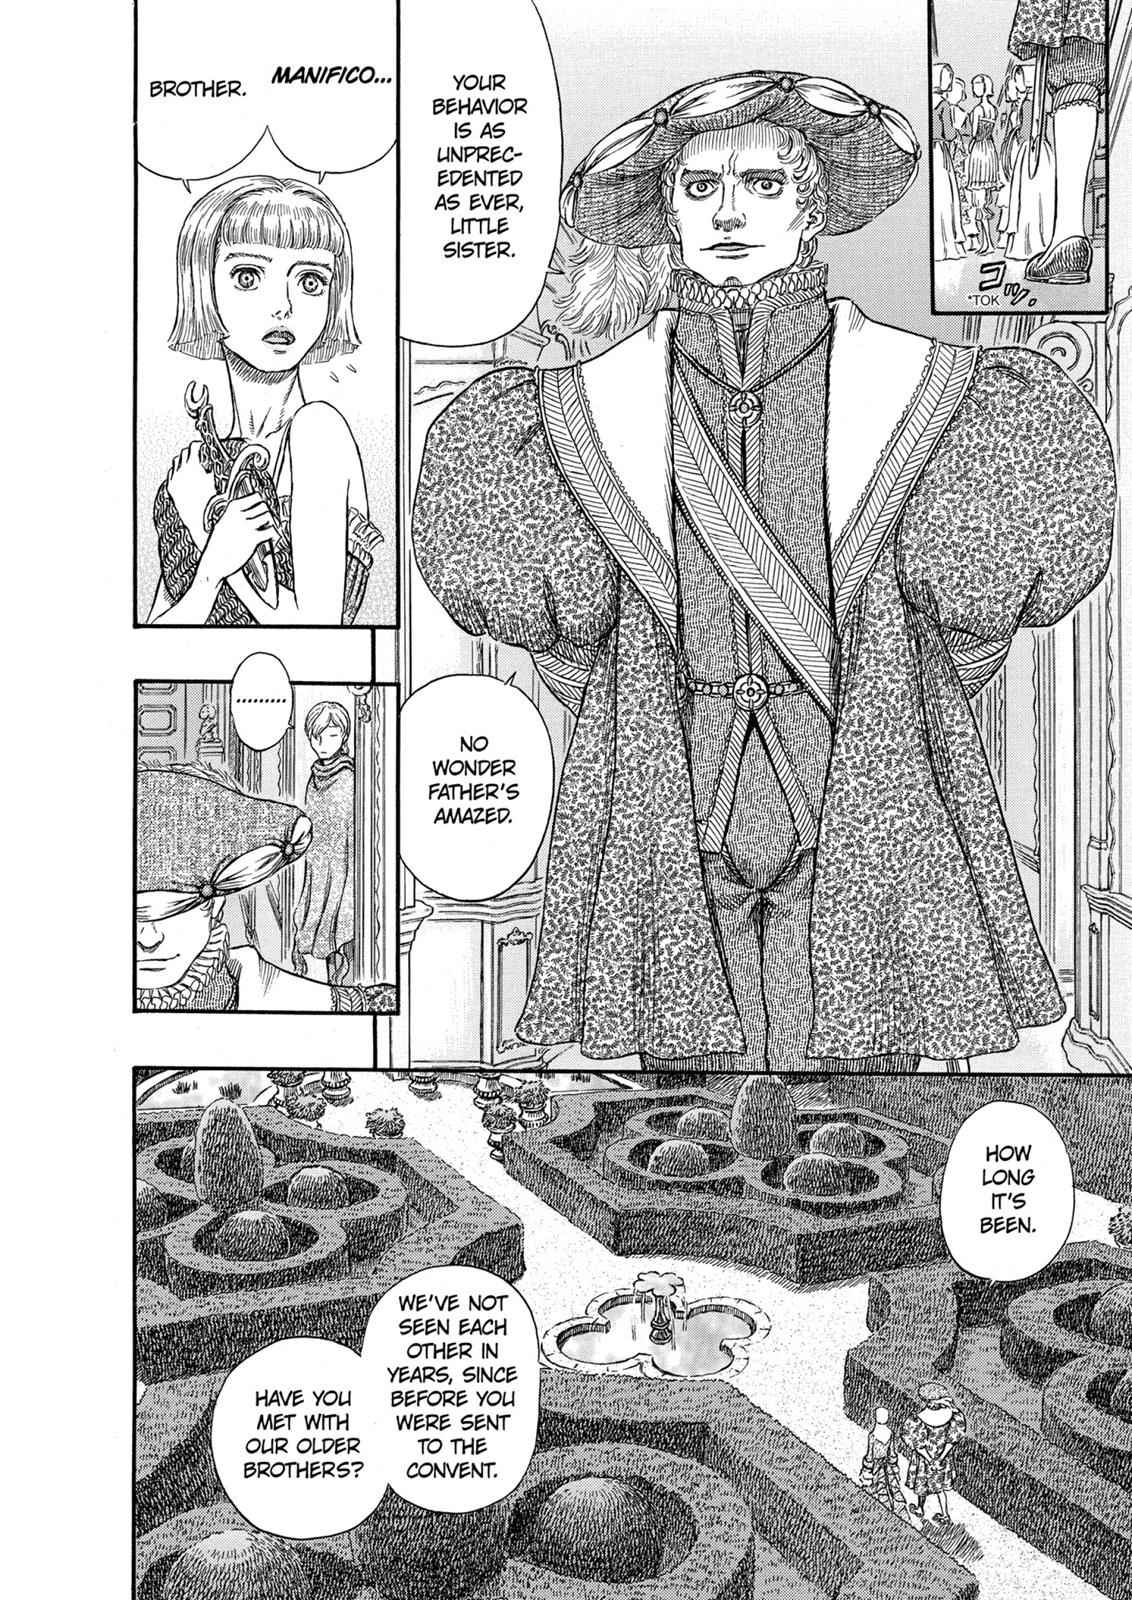 コッ.
*TOK
YOUR
BEHAVIOR
IS AS
UNPREC-
EDENTED
AS EVER,
LITTLE
SISTER.
NO
WONDER
FATHER'S
AMAZED.
MANIFICO...
BROTHER.
..........
HOW
LONG
IT'S
BEEN.
WE'VE NOT
SEEN EACH
OTHER IN
YEARS, SINCE
BEFORE YOU
WERE SENT
TO THE
CONVENT.
HAVE YOU
MET WITH
OUR OLDER
BROTHERS?